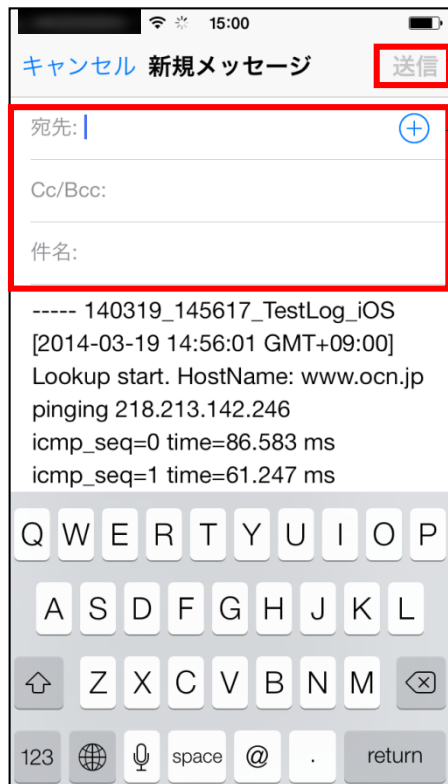 15:00
キャンセル 新規メッセージ 送信
宛先:
Cc/Bcc:
件名:
----- 140319_145617_TestLog_iOS
[2014-03-19 14:56:01 GMT+09:00]
Lookup start. HostName: www.ocn.jp
pinging 218.213.142.246
icmp_seq=0 time=86.583 ms
icmp_seq=1 time=61.247 ms
Q W E R T Y U I O P
A S D F G H J K L
Z X C V B N M
123 space @ . return